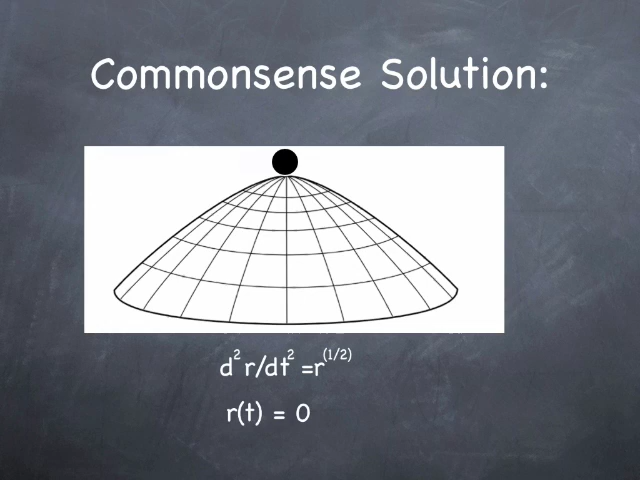 Commonsense Solution:
d²r/dt²=r⁽¹/²⁾
r(t) = 0